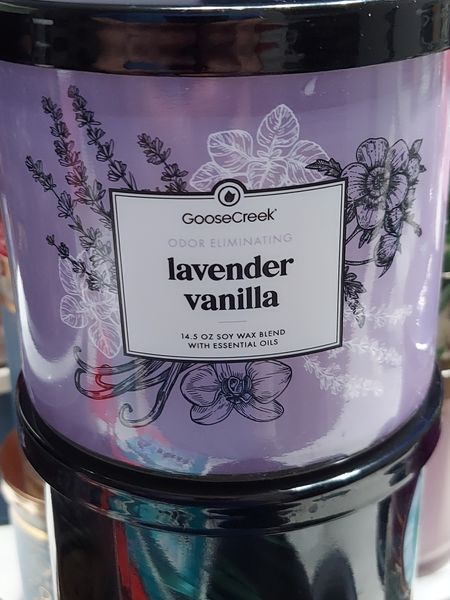 GooseCreek
ODOR ELIMINATING
lavender
vanilla
14.5 OZ SOY WAX BLEND
WITH ESSENTIAL OILS